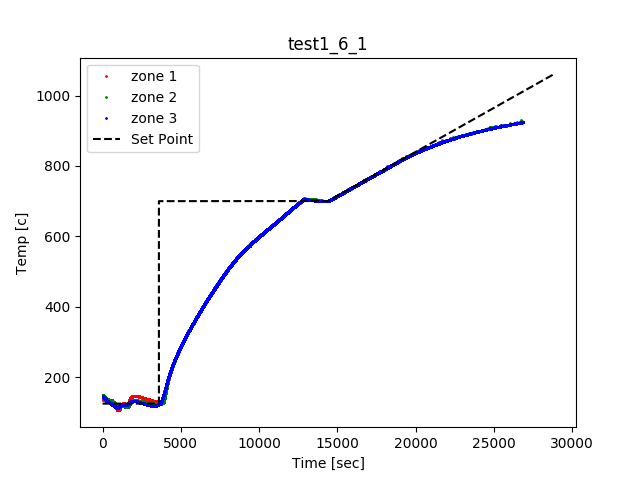 test1_6_1
zone 1
zone 2
zone 3
Set Point
1000
800
600
400
200
Temp [c]
0
5000
10000
15000
20000
25000
30000
Time [sec]